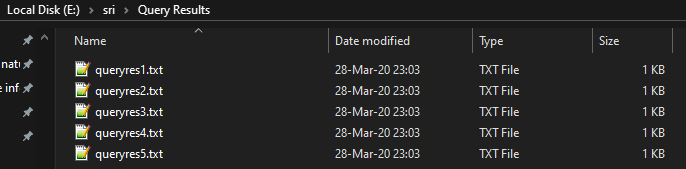 Local Disk (E:) > sri > Query Results
Name Date modified Type Size
queryres1.txt 28-Mar-20 23:03 TXT File 1 KB
natu queryres2.txt 28-Mar-20 23:03 TXT File 1 KB
e inf queryres3.txt 28-Mar-20 23:03 TXT File 1 KB
queryres4.txt 28-Mar-20 23:03 TXT File 1 KB
queryres5.txt 28-Mar-20 23:03 TXT File 1 KB